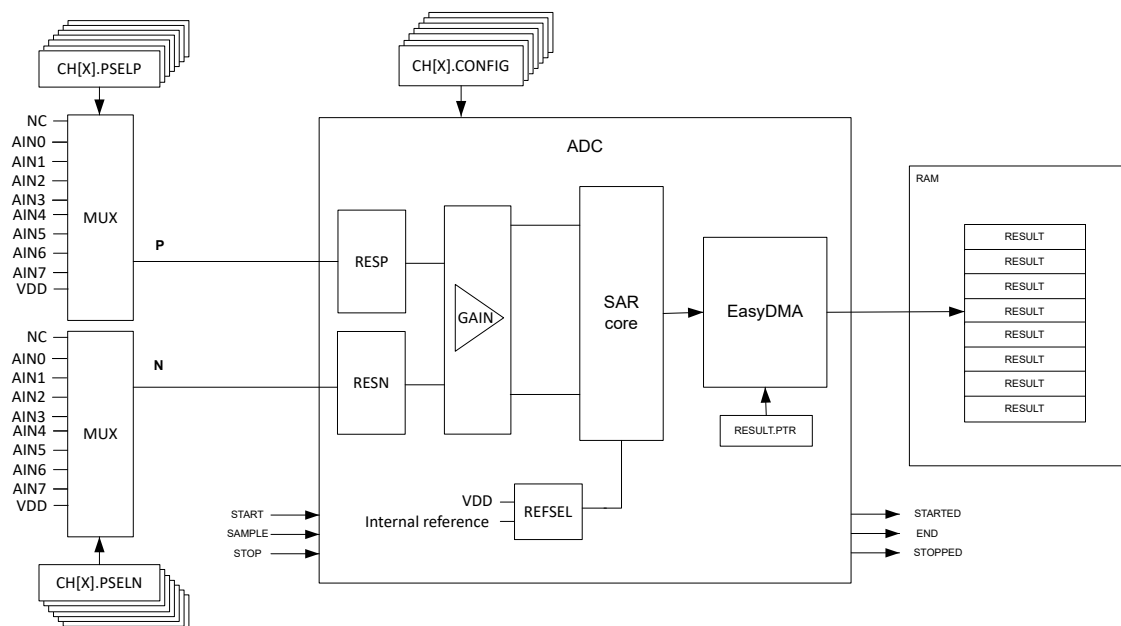 CH[X].PSELP
CH[X].CONFIG
NC
AIN0
AIN1
AIN2
AIN3
AIN4
AIN5
AIN6
AIN7
VDD
MUX
P
NC
AIN0
AIN1
AIN2
AIN3
AIN4
AIN5
AIN6
AIN7
VDD
MUX
N
CH[X].PSELN
ADC
RESP
RESN
GAIN
SAR
core
EasyDMA
RESULT.PTR
VDD
Internal reference
REFSEL
START
SAMPLE
STOP
STARTED
END
STOPPED
RAM
RESULT
RESULT
RESULT
RESULT
RESULT
RESULT
RESULT
RESULT